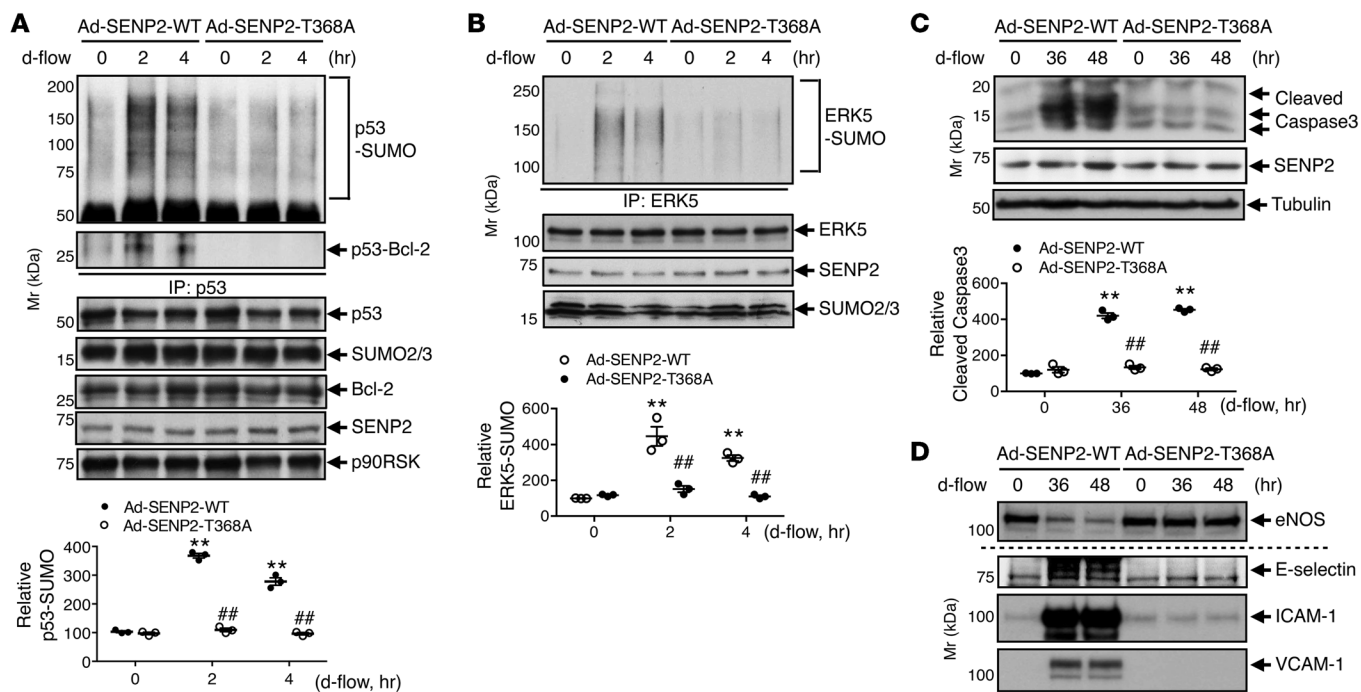 A
Ad-SENP2-WT Ad-SENP2-T368A
d-flow 0 2 4 0 2 4 (hr)
200
150
100
75
50
p53
-SUMO
25
p53-Bcl-2
Mr (kDa)
IP: p53
50
p53
15
SUMO2/3
25
Bcl-2
75
SENP2
75
p90RSK
Ad-SENP2-WT
Ad-SENP2-T368A
Relative
p53-SUMO
400
300
200
100
0
** **
## ##
0 2 4 (d-flow, hr)
B
Ad-SENP2-WT Ad-SENP2-T368A
d-flow 0 2 4 0 2 4 (hr)
250
150
100
ERK5
-SUMO
Mr (kDa)
IP: ERK5
100
ERK5
75
SENP2
15
SUMO2/3
Ad-SENP2-WT
Ad-SENP2-T368A
Relative
ERK5-SUMO
600
400
200
0
** **
## ##
0 2 4 (d-flow, hr)
C
Ad-SENP2-WT Ad-SENP2-T368A
d-flow 0 36 48 0 36 48 (hr)
20
15
Cleaved
Caspase3
Mr (kDa)
75
SENP2
50
Tubulin
Ad-SENP2-WT
Ad-SENP2-T368A
Relative
Cleaved Caspase3
600
400
200
0
** **
## ##
0 36 48 (d-flow, hr)
D
Ad-SENP2-WT Ad-SENP2-T368A
d-flow 0 36 48 0 36 48 (hr)
100
eNOS
75
E-selectin
Mr (kDa)
100
ICAM-1
100
VCAM-1